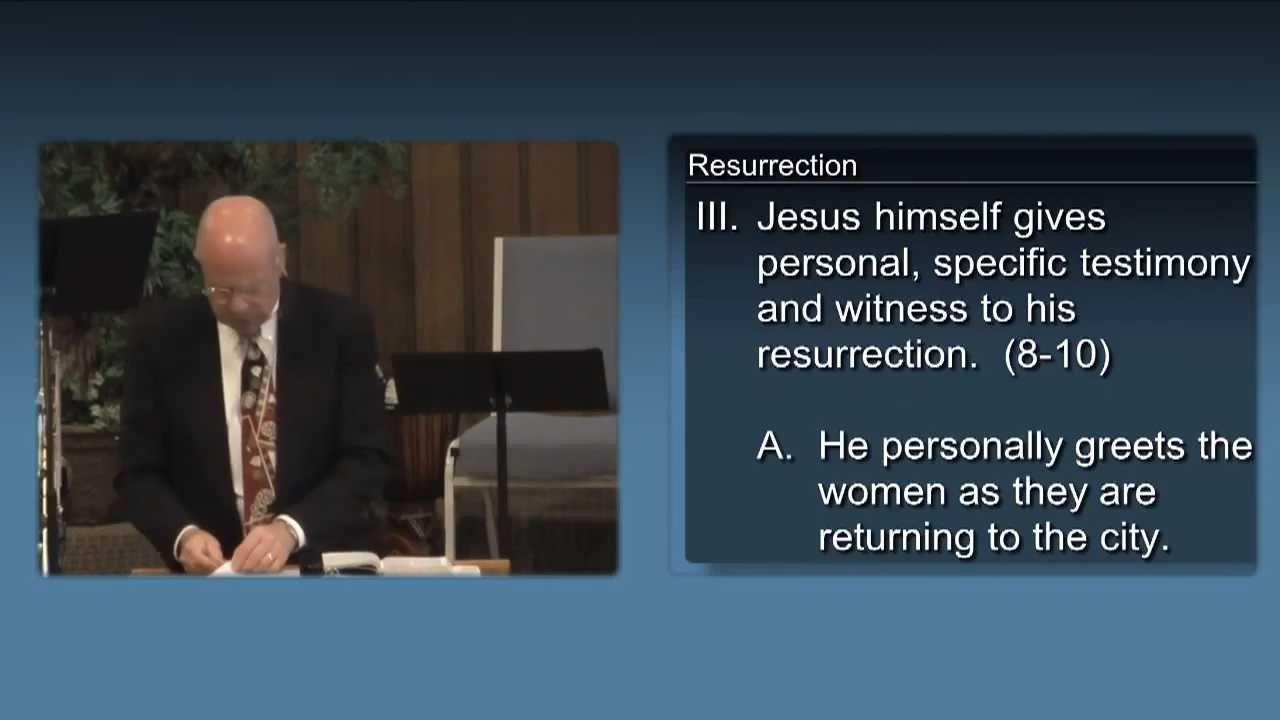 Resurrection
III. Jesus himself gives
personal, specific testimony
and witness to his
resurrection. (8-10)
A. He personally greets the
women as they are
returning to the city.